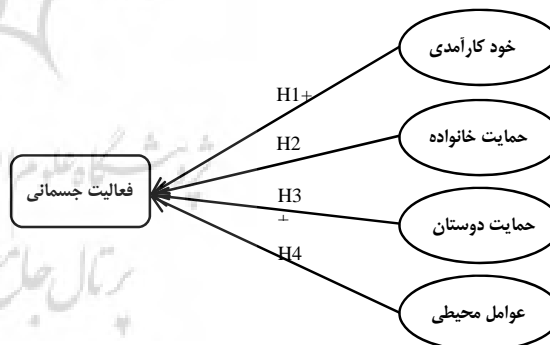 خود کارآمدی
H1+
حمایت خانواده
H2
فعالیت جسمانی
H3
+
حمایت دوستان
H4
عوامل محیطی